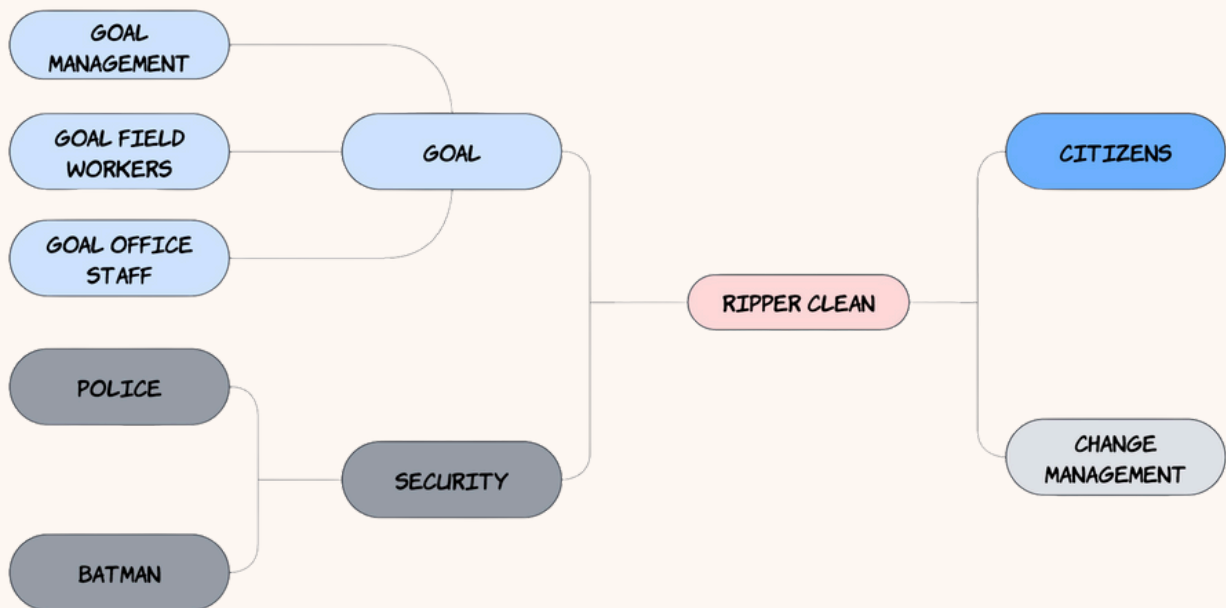 GOAL
MANAGEMENT
GOAL FIELD
WORKERS
GOAL
GOAL OFFICE
STAFF
POLICE
SECURITY
BATMAN
RIPPER CLEAN
CITIZENS
CHANGE
MANAGEMENT